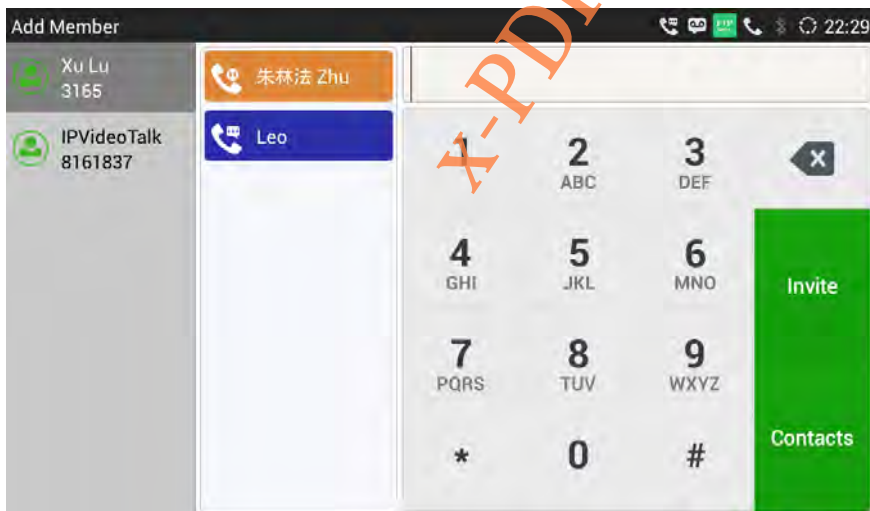 Add Member
22:29
Xu Lu
3165
IPVideoTalk
8161837
朱林法 Zhu
Leo
1
2
ABC
3
DEF
4
GHI
5
JKL
6
MNO
Invite
7
PQRS
8
TUV
9
WXYZ
Contacts
*
0
#
X-PDF